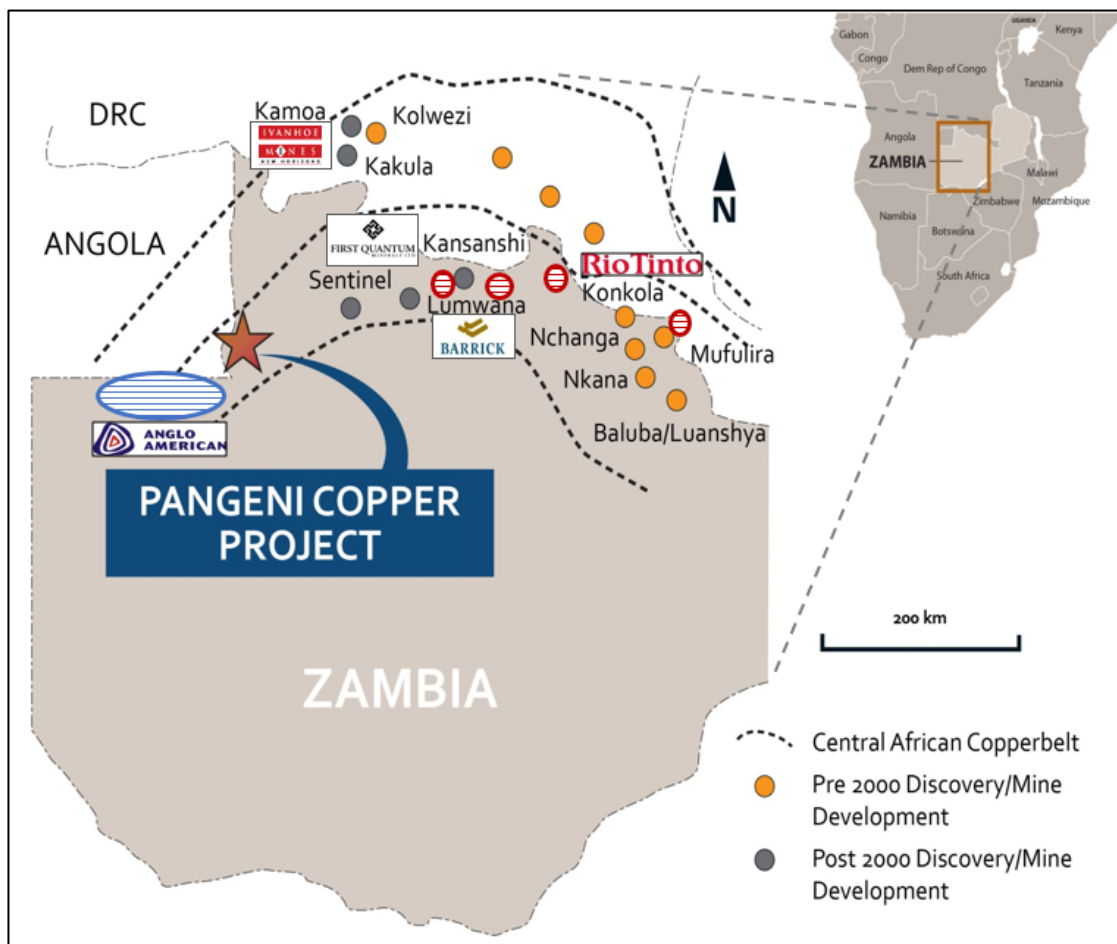 DRC
Kamoa
IVANHOE
MINES
NEW HORIZONS
Kolwezi
Kakula
ANGOLA
FIRST QUANTUM
MINERALS LTD
Kansanshi
Sentinel
Lumwana
BARRICK
N
RioTinto
Konkola
Nchanga
Mufulira
Nkana
Baluba/Luanshya
ANGLO
AMERICAN
PANGENI COPPER
PROJECT
ZAMBIA
200 km
Central African Copperbelt
Pre 2000 Discovery/Mine
Development
Post 2000 Discovery/Mine
Development
UGANDA
Gabon
Kenya
Congo
Dem Rep of Congo
Tanzania
Angola
ZAMBIA
Malawi
Mozambique
Zimbabwe
Namibia
Botswana
South Africa